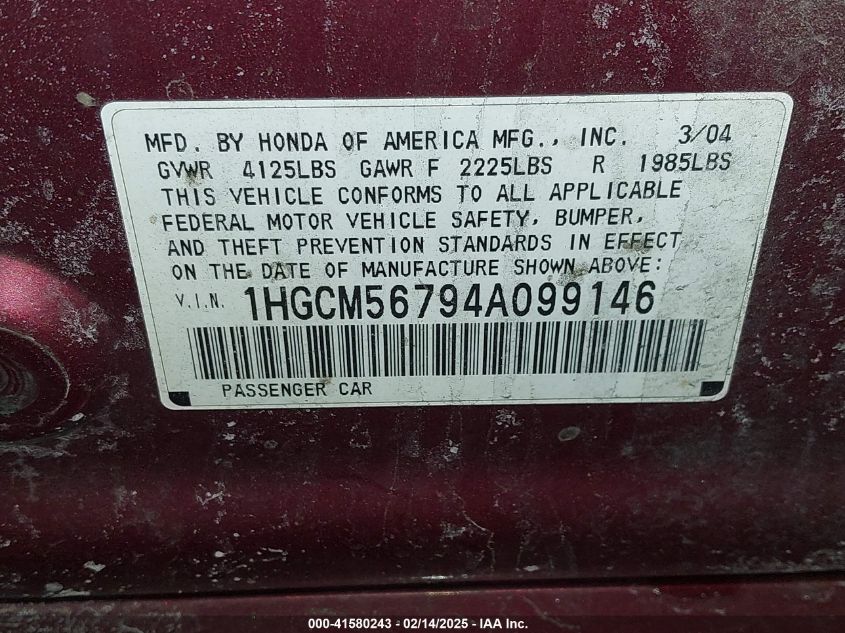 MFD. BY HONDA OF AMERICA MFG., INC. 3/04
GVWR 4125LBS GAWR F 2225LBS R 1985LBS
THIS VEHICLE CONFORMS TO ALL APPLICABLE
FEDERAL MOTOR VEHICLE SAFETY, BUMPER,
AND THEFT PREVENTION STANDARDS IN EFFECT
ON THE DATE OF MANUFACTURE SHOWN ABOVE:
V.I.N. 1HGCM56794A099146
PASSENGER CAR
000-41580243 - 02/14/2025 - IAA Inc.